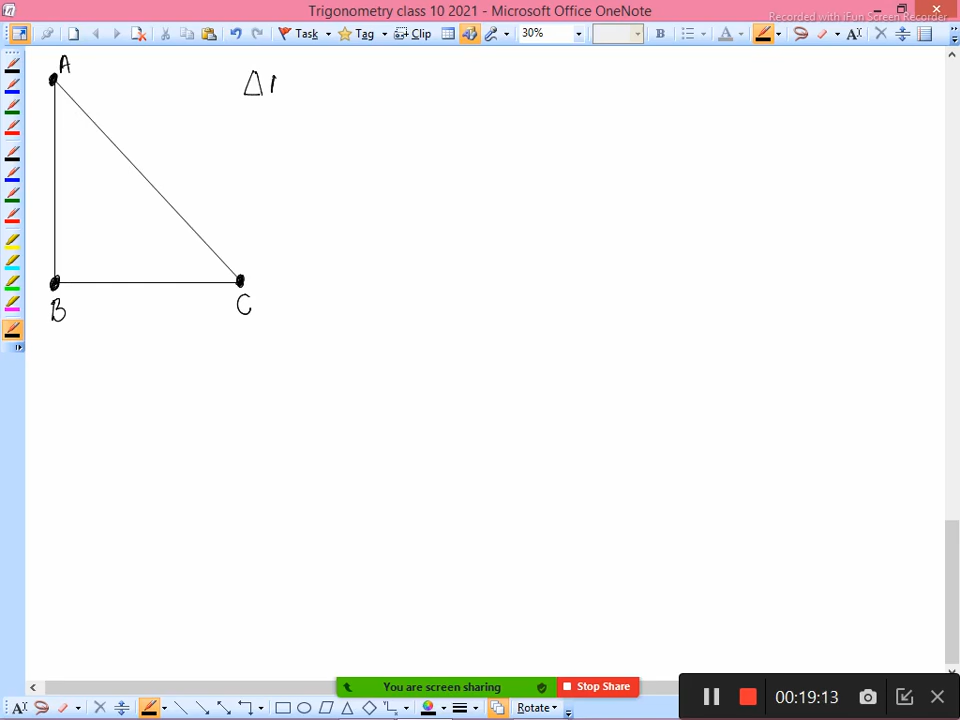 Trigonometry class 10 2021 - Microsoft Office OneNote
Recorded with iFun Screen Recorder
Task
Tag
Clip
30%
B
A
A
A
Δ
B
C
You are screen sharing
Stop Share
00:19:13
A
Rotate